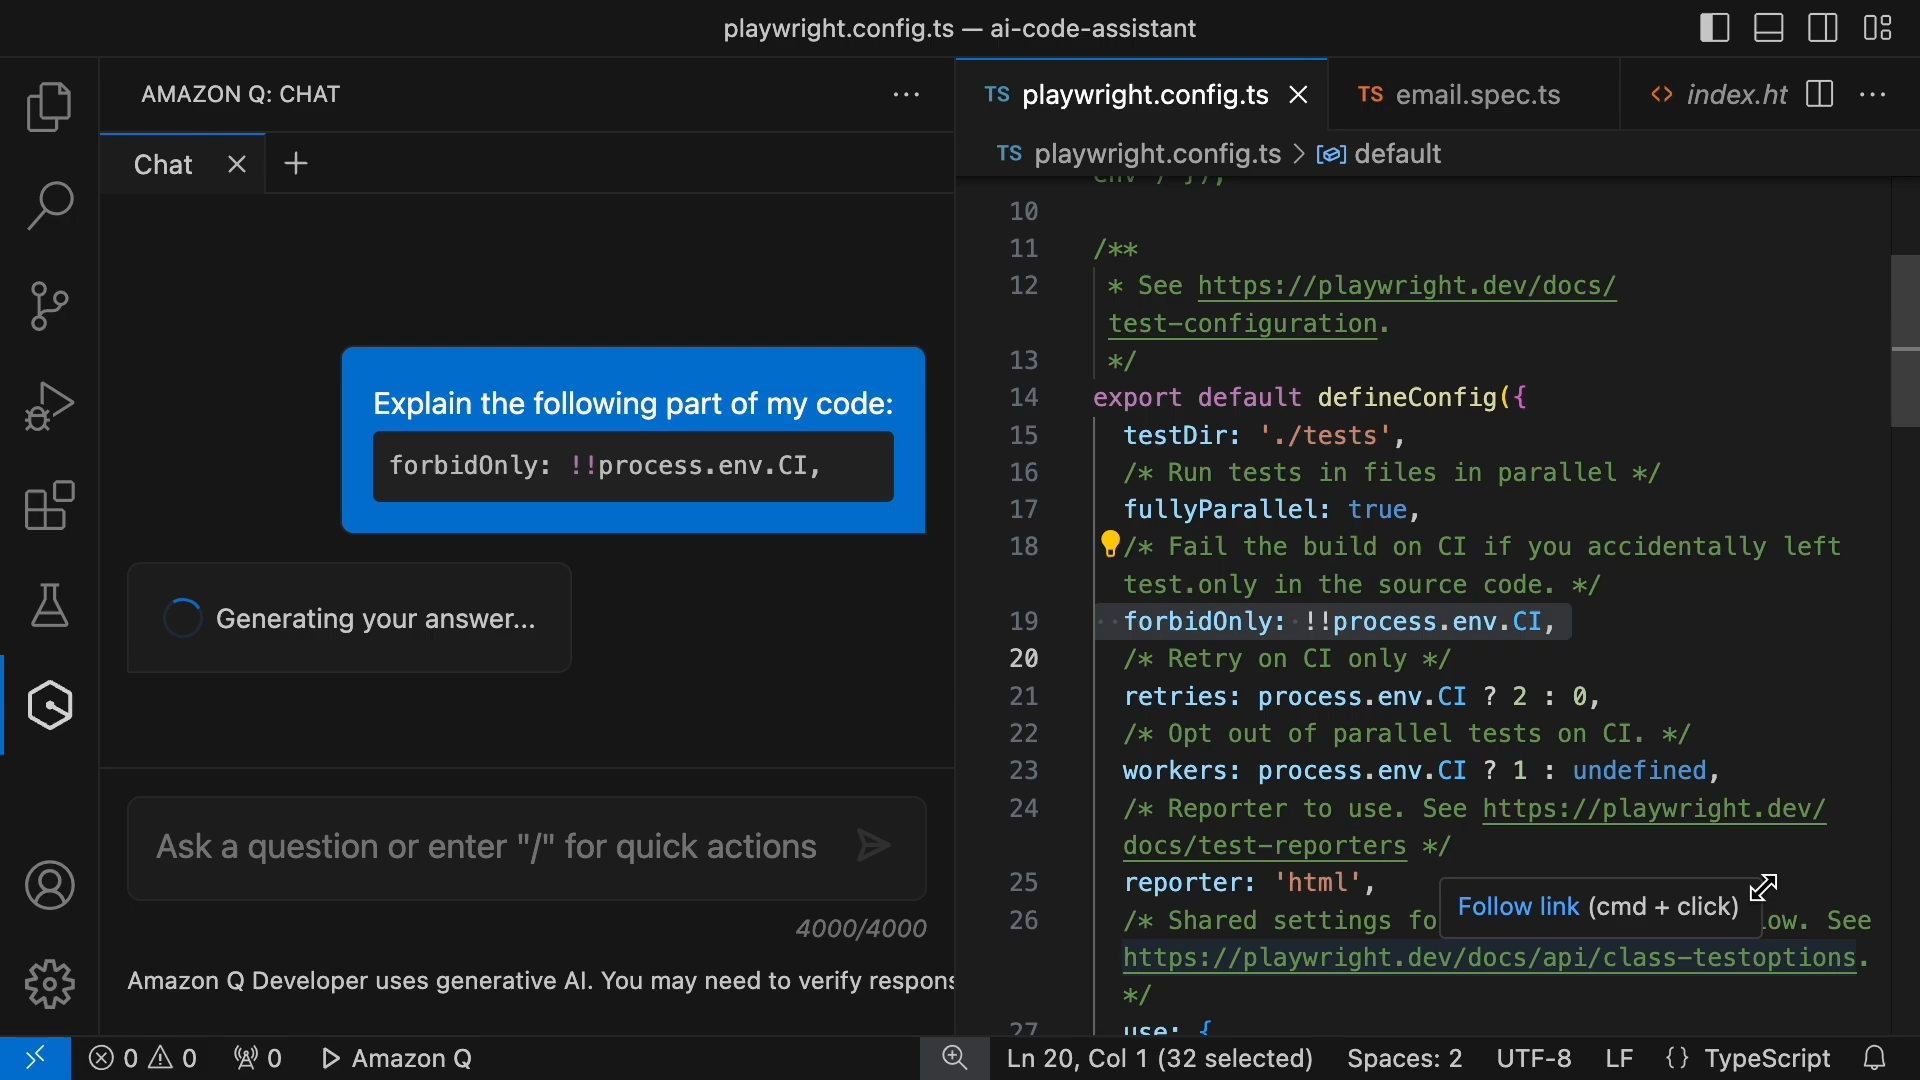 playwright.config.ts — ai-code-assistant
AMAZON Q: CHAT
Chat
Explain the following part of my code:
forbidOnly: !!process.env.CI,
Generating your answer...
Ask a question or enter "/" for quick actions
4000/4000
Amazon Q Developer uses generative AI. You may need to verify respons
TS playwright.config.ts
TS email.spec.ts
<> index.ht
TS playwright.config.ts > default
10
11 /**
12 * See https://playwright.dev/docs/
test-configuration.
13 */
14 export default defineConfig({
15 testDir: './tests',
16 /* Run tests in files in parallel */
17 fullyParallel: true,
18 /* Fail the build on CI if you accidentally left
test.only in the source code. */
19 forbidOnly: !!process.env.CI,
20 /* Retry on CI only */
21 retries: process.env.CI ? 2 : 0,
22 /* Opt out of parallel tests on CI. */
23 workers: process.env.CI ? 1 : undefined,
24 /* Reporter to use. See https://playwright.dev/
docs/test-reporters */
25 reporter: 'html',
Follow link (cmd + click)
26 /* Shared settings fo ow. See
https://playwright.dev/docs/api/class-testoptions.
*/
27 use: {
0 0 0 Amazon Q
Ln 20, Col 1 (32 selected) Spaces: 2 UTF-8 LF {} TypeScript